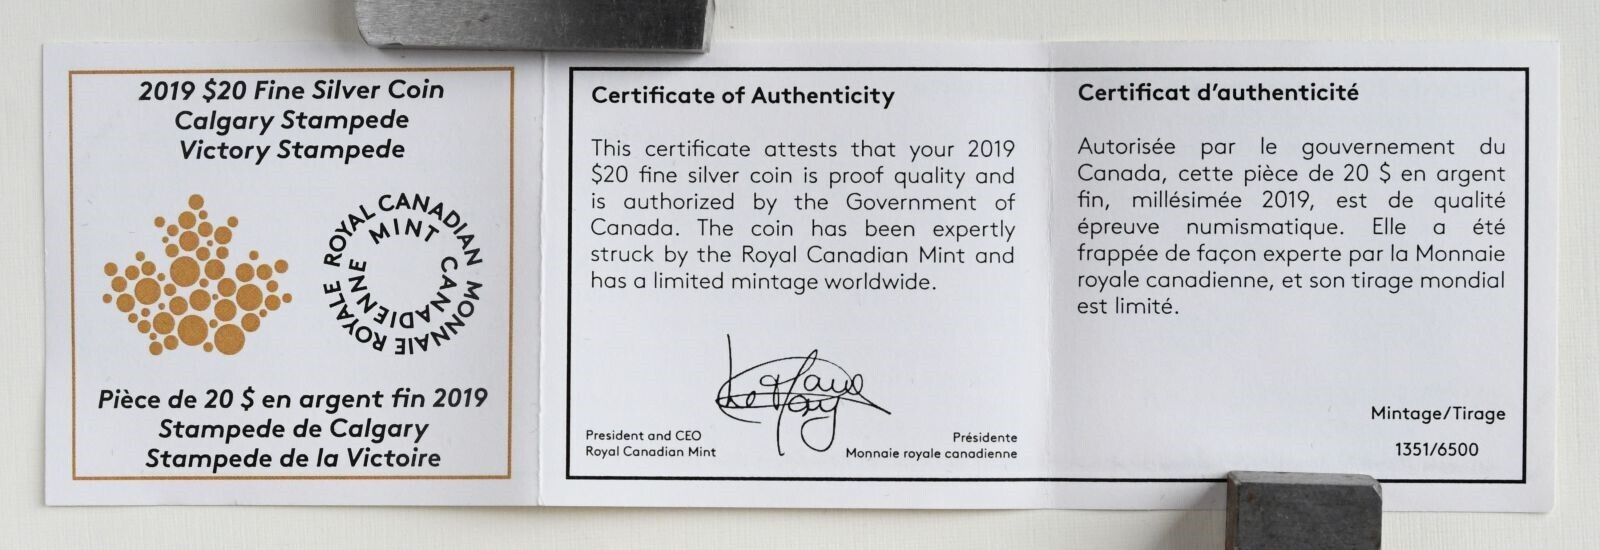 2019 $20 Fine Silver Coin
Calgary Stampede
Victory Stampede
ROYAL CANADIAN MINT
MONNAIE ROYALE CANADIENNE
Pièce de 20 $ en argent fin 2019
Stampede de Calgary
Stampede de la Victoire
Certificate of Authenticity
This certificate attests that your 2019
$20 fine silver coin is proof quality and
is authorized by the Government of
Canada. The coin has been expertly
struck by the Royal Canadian Mint and
has a limited mintage worldwide.
President and CEO
Royal Canadian Mint
Présidente
Monnaie royale canadienne
Certificat d'authenticité
Autorisée par le gouvernement du
Canada, cette pièce de 20 $ en argent
fin, millésimée 2019, est de qualité
épreuve numismatique. Elle a été
frappée de façon experte par la Monnaie
royale canadienne, et son tirage mondial
est limité.
Mintage/Tirage
1351/6500